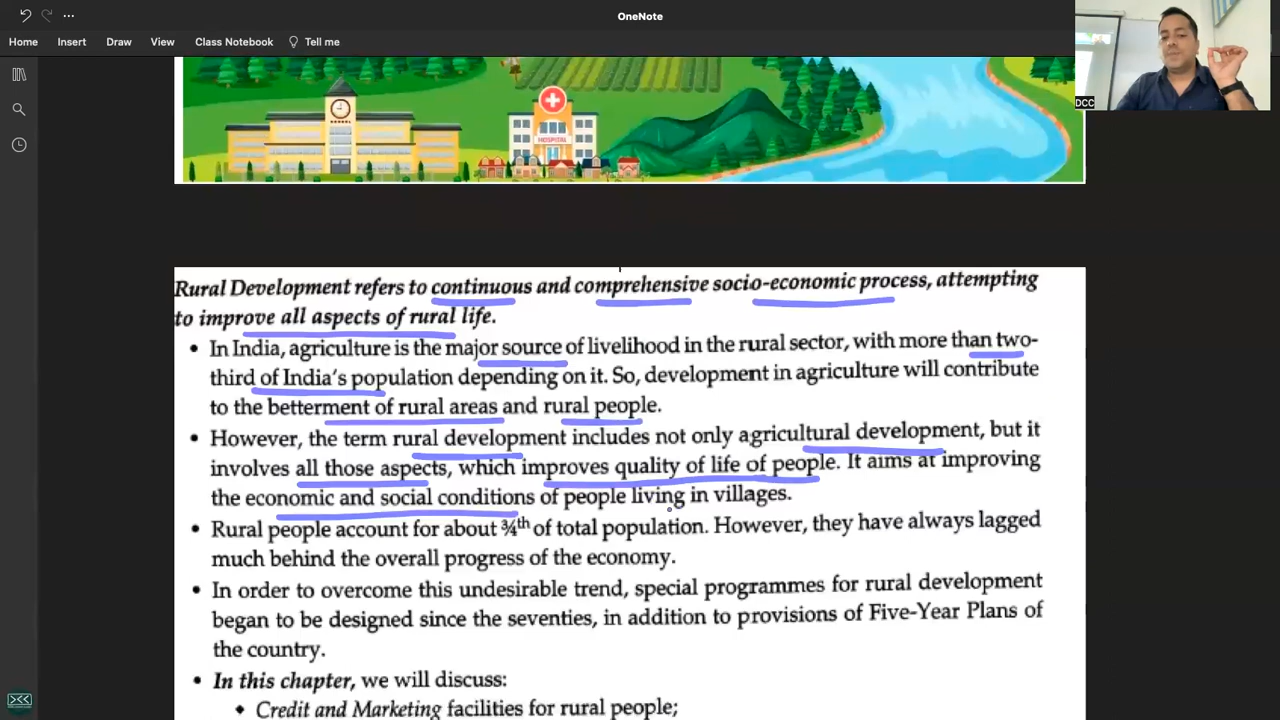 OneNote
Home Insert Draw View Class Notebook Tell me
DCC
HOSPITAL
Rural Development refers to continuous and comprehensive socio-economic process, attempting
to improve all aspects of rural life.
• In India, agriculture is the major source of livelihood in the rural sector, with more than two-
third of India's population depending on it. So, development in agriculture will contribute
to the betterment of rural areas and rural people.
• However, the term rural development includes not only agricultural development, but it
involves all those aspects, which improves quality of life of people. It aims at improving
the economic and social conditions of people living in villages.
• Rural people account for about ¾th of total population. However, they have always lagged
much behind the overall progress of the economy.
• In order to overcome this undesirable trend, special programmes for rural development
began to be designed since the seventies, in addition to provisions of Five-Year Plans of
the country.
• In this chapter, we will discuss:
◆ Credit and Marketing facilities for rural people;